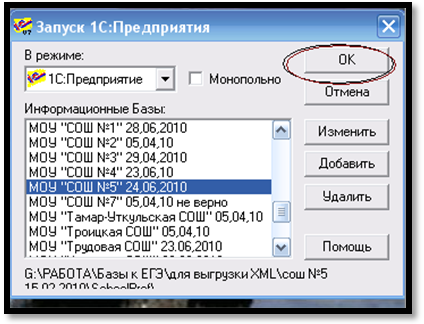 Запуск 1С:Предприятия
В режиме:
1С:Предприятие
Монопольно
OK
Отмена
Информационные Базы:
МОУ "СОШ №1" 28,06,2010
МОУ "СОШ №2" 05,04,10
МОУ "СОШ №3" 29,04,2010
МОУ "СОШ №4" 23,06,10
МОУ "СОШ №5" 24,06,2010
МОУ "СОШ №7" 05,04,10 не верно
МОУ "Тамар-Уткульская СОШ" 05,04,10
МОУ "Троицкая СОШ" 05,04,10
МОУ "Трудовая СОШ" 23.06,2010
Изменить
Добавить
Удалить
Помощь
G:\РАБОТА\Базы к ЕГЭ\для выгрузки XML\сош №5
15.02.2010\SchoolProf\